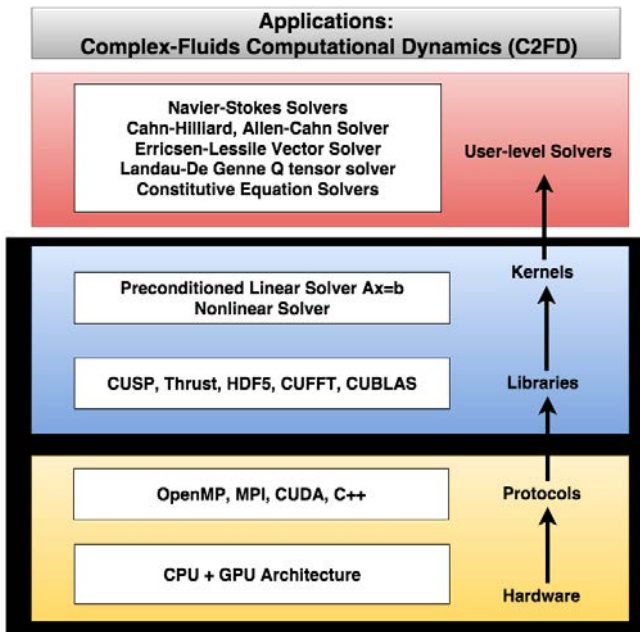 Applications:
Complex-Fluids Computational Dynamics (C2FD)
Navier-Stokes Solvers
Cahn-Hilliard, Allen-Cahn Solver
Erricsen-Lessile Vector Solver
Landau-De Genne Q tensor solver
Constitutive Equation Solvers
User-level Solvers
Kernels
Preconditioned Linear Solver Ax=b
Nonlinear Solver
CUSP, Thrust, HDF5, CUFFT, CUBLAS
Libraries
OpenMP, MPI, CUDA, C++
Protocols
CPU + GPU Architecture
Hardware